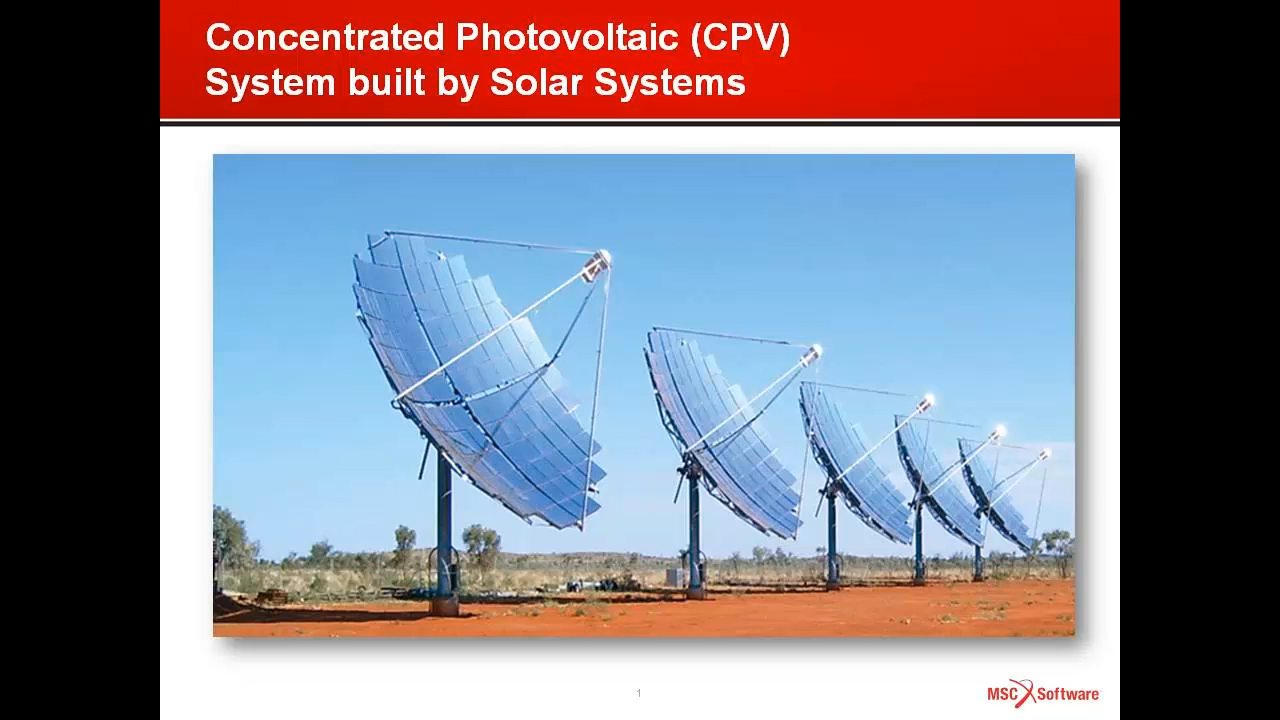 Concentrated Photovoltaic (CPV)
System built by Solar Systems
1
MSC Software